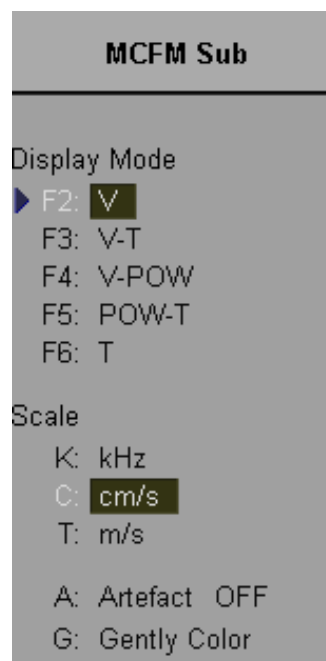 MCFM Sub
Display Mode
F2: V
F3: V-T
F4: V-POW
F5: POW-T
F6: T
Scale
K: kHz
C: cm/s
T: m/s
A: Artefact OFF
G: Gently Color